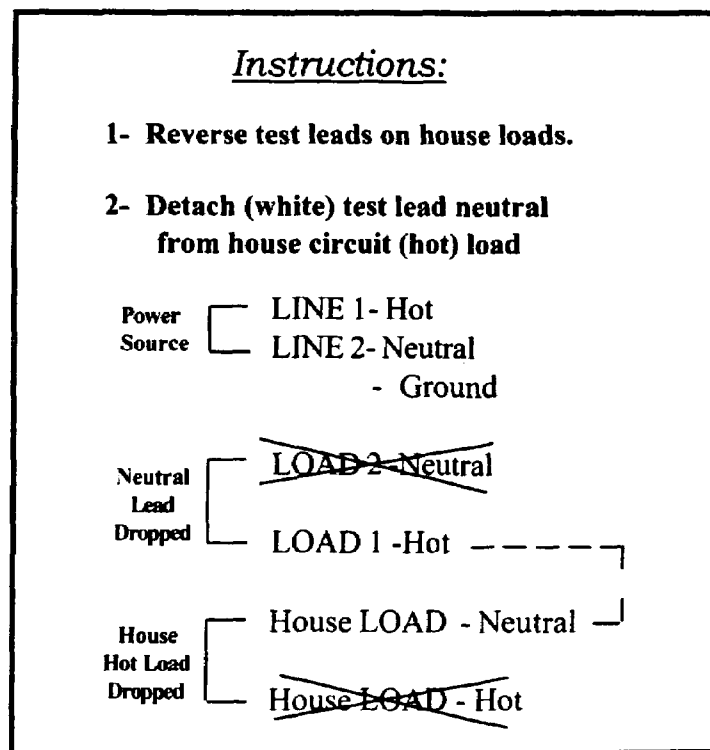 Instructions:
1- Reverse test leads on house loads.
2- Detach (white) test lead neutral
from house circuit (hot) load
Power
Source
LINE 1- Hot
LINE 2- Neutral
- Ground
Neutral
Lead
Dropped
LOAD 2 -Neutral
LOAD 1 -Hot
House
Hot Load
Dropped
House LOAD - Neutral
House LOAD - Hot